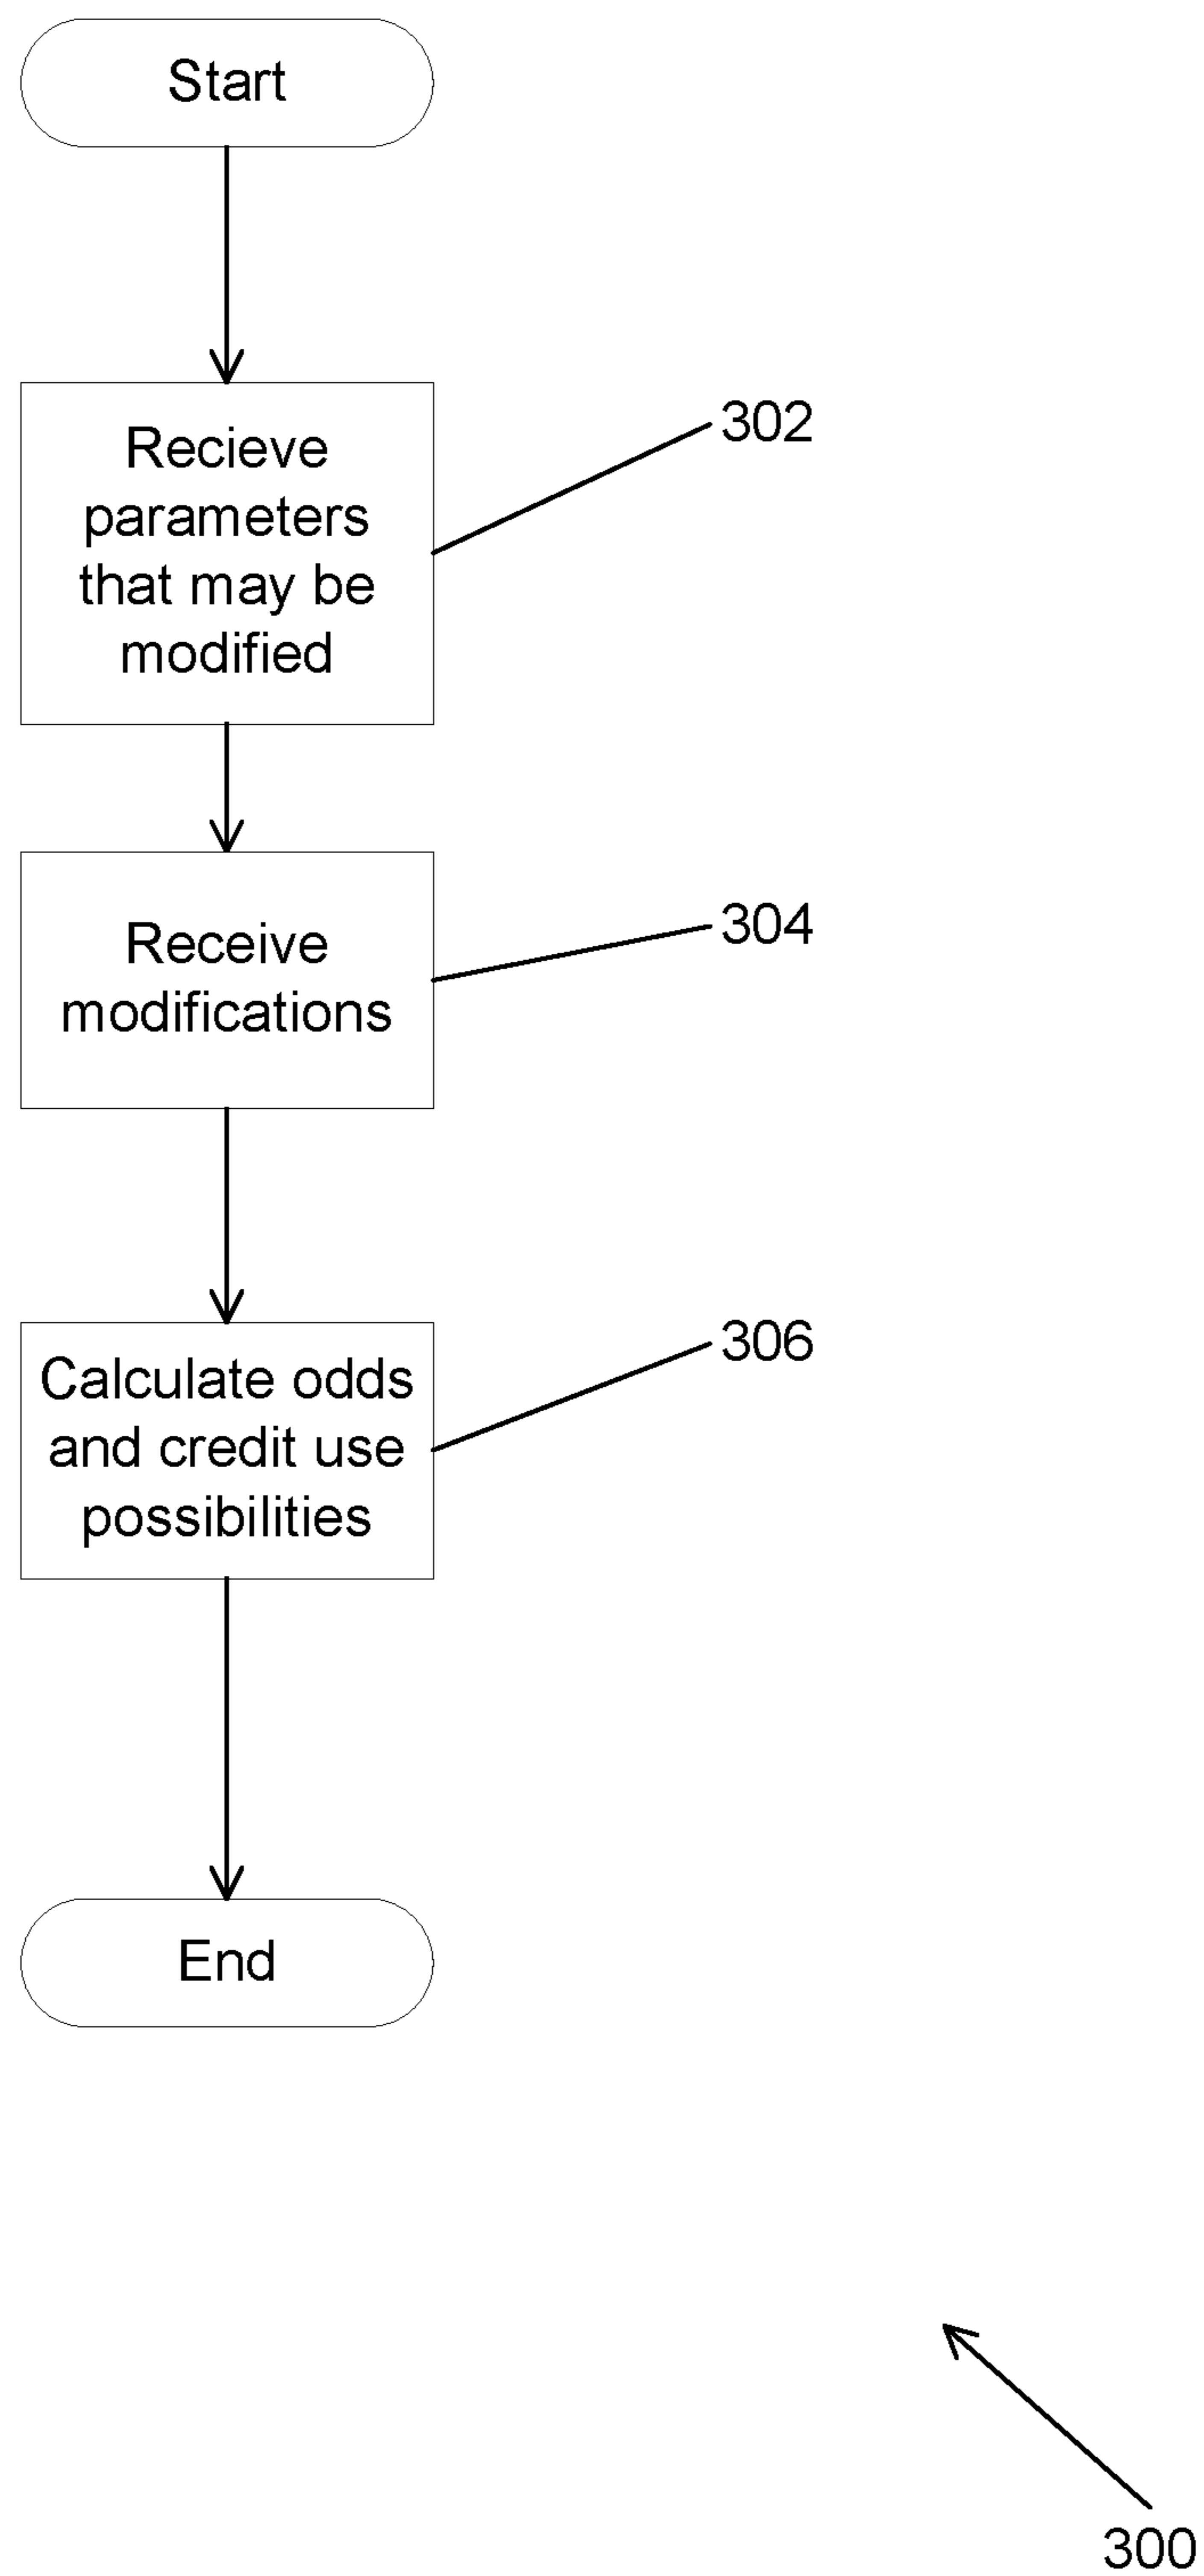 Start
Recieve
parameters
that may be
modified
302
Receive
modifications
304
Calculate odds
and credit use
possibilities
306
End
300